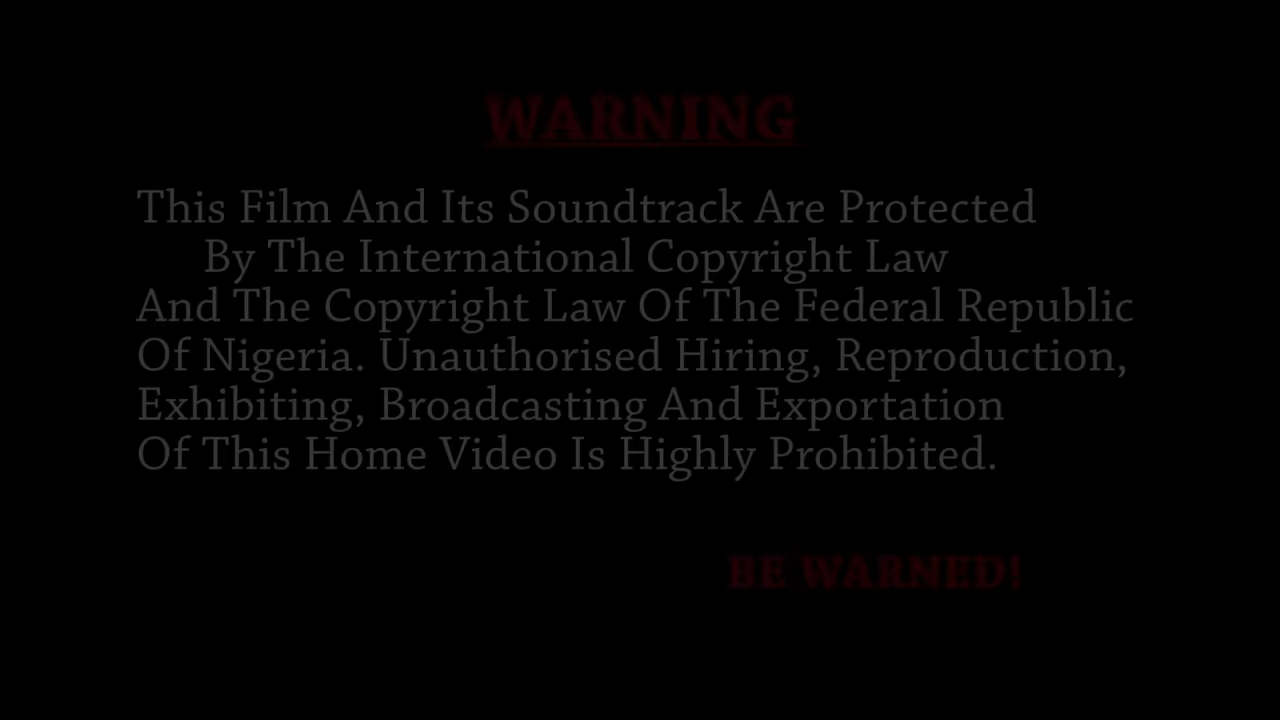 WARNING
This Film And Its Soundtrack Are Protected
By The International Copyright Law
And The Copyright Law Of The Federal Republic
Of Nigeria. Unauthorised Hiring, Reproduction,
Exhibiting, Broadcasting And Exportation
Of This Home Video Is Highly Prohibited.
BE WARNED!